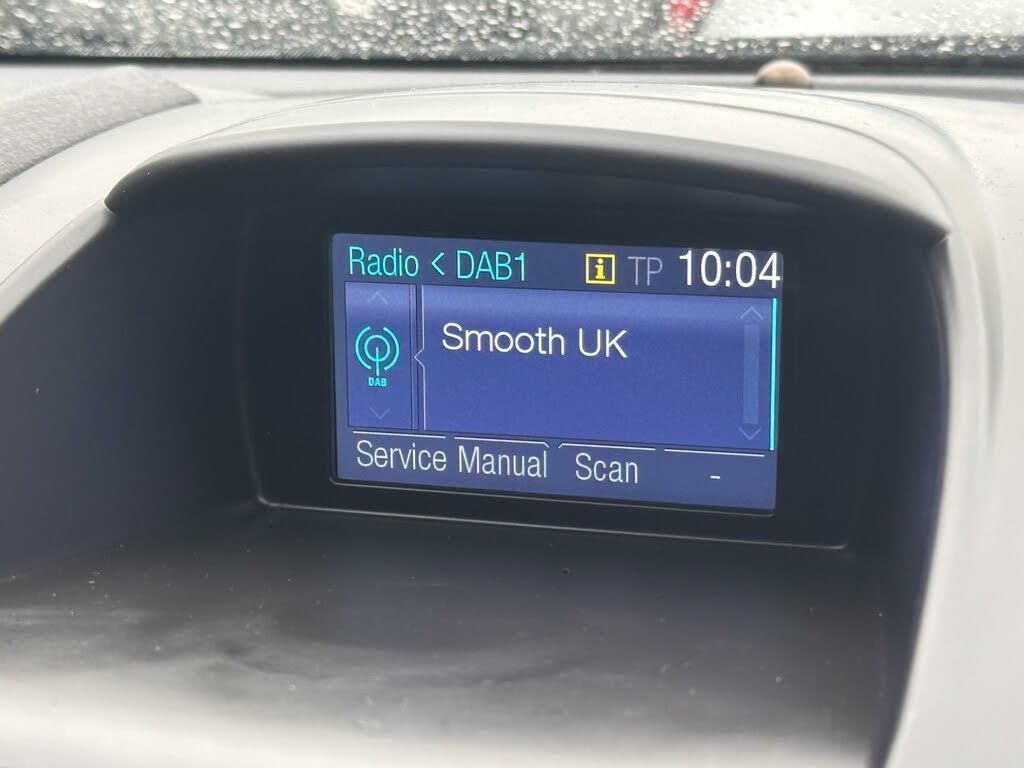 Radio < DAB1 i TP 10:04
Smooth UK
DAB
Service Manual Scan -